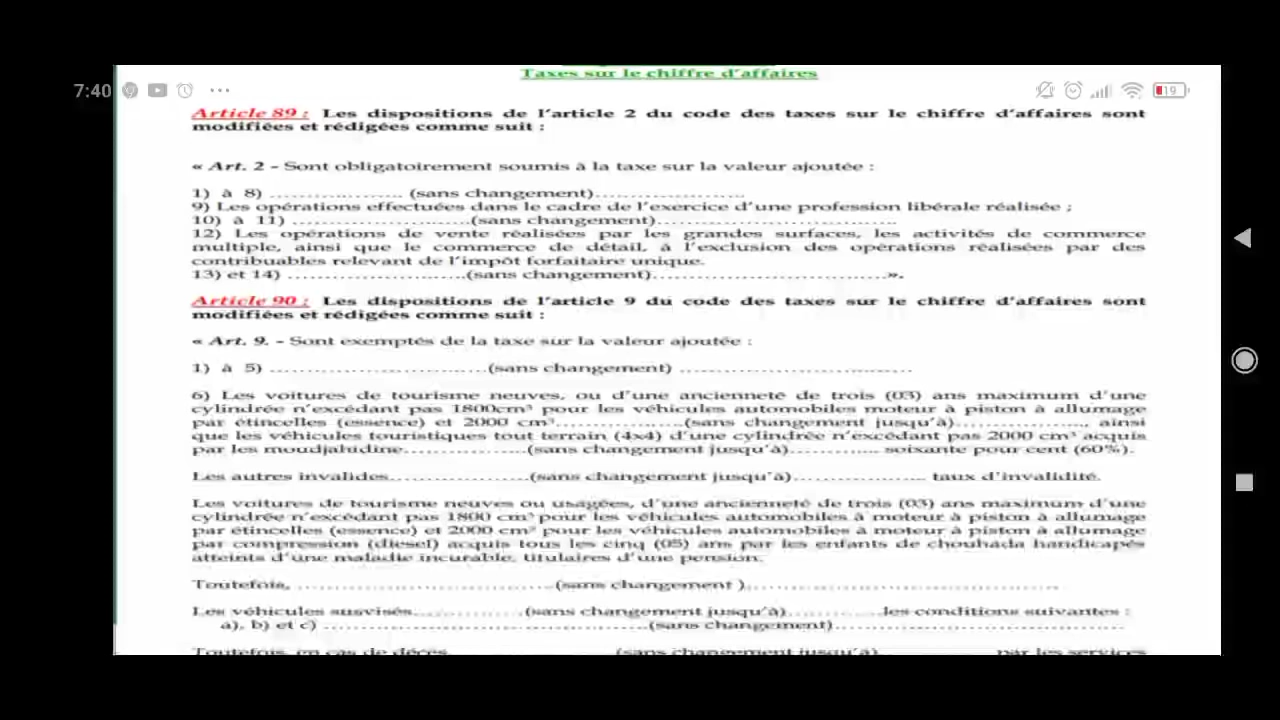 Taxes sur le chiffre d'affaires
7:40
19
Article 89 : Les dispositions de l'article 2 du code des taxes sur le chiffre d'affaires sont
modifiées et rédigées comme suit :
« Art. 2 - Sont obligatoirement soumis à la taxe sur la valeur ajoutée :
1) à 8) .................. (sans changement).....................
9) Les opérations effectuées dans le cadre de l'exercice d'une profession libérale réalisée ;
10) à 11) .........................(sans changement).................................
12) Les opérations de vente réalisées par les grandes surfaces, les activités de commerce
multiple, ainsi que le commerce de détail, à l'exclusion des opérations réalisées par des
contribuables relevant de l'impôt forfaitaire unique.
13) et 14) ........................(sans changement)................................».
Article 90 : Les dispositions de l'article 9 du code des taxes sur le chiffre d'affaires sont
modifiées et rédigées comme suit :
« Art. 9. - Sont exemptés de la taxe sur la valeur ajoutée :
1) à 5) .............................(sans changement) ................................
6) Les voitures de tourisme neuves, ou d'une ancienneté de trois (03) ans maximum d'une
cylindrée n'excédant pas 1800cm³ pour les véhicules automobiles moteur à piston à allumage
par étincelles (essence) et 2000 cm³.................(sans changement jusqu'à).................., ainsi
que les véhicules touristiques tout terrain (4x4) d'une cylindrée n'excédant pas 2000 cm³ acquis
par les moudjahidine.................(sans changement jusqu'à)............ soixante pour cent (60%).
Les autres invalides...................(sans changement jusqu'à).................. taux d'invalidité.
Les voitures de tourisme neuves ou usagées, d'une ancienneté de trois (03) ans maximum d'une
cylindrée n'excédant pas 1800 cm³ pour les véhicules automobiles à moteur à piston à allumage
par étincelles (essence) et 2000 cm³ pour les véhicules automobiles à moteur à piston à allumage
par compression (diesel) acquis tous les cinq (05) ans par les enfants de chouhada handicapés
atteints d'une maladie incurable, titulaires d'une pension.
Toutefois, ....................................(sans changement )...........................................
Les véhicules susvisés...............(sans changement jusqu'à).............les conditions suivantes :
a), b) et c) ............................................(sans changement).......................................
Toutefois, en cas de décès, ...................... (sans changement jusqu'à) ................ par les services